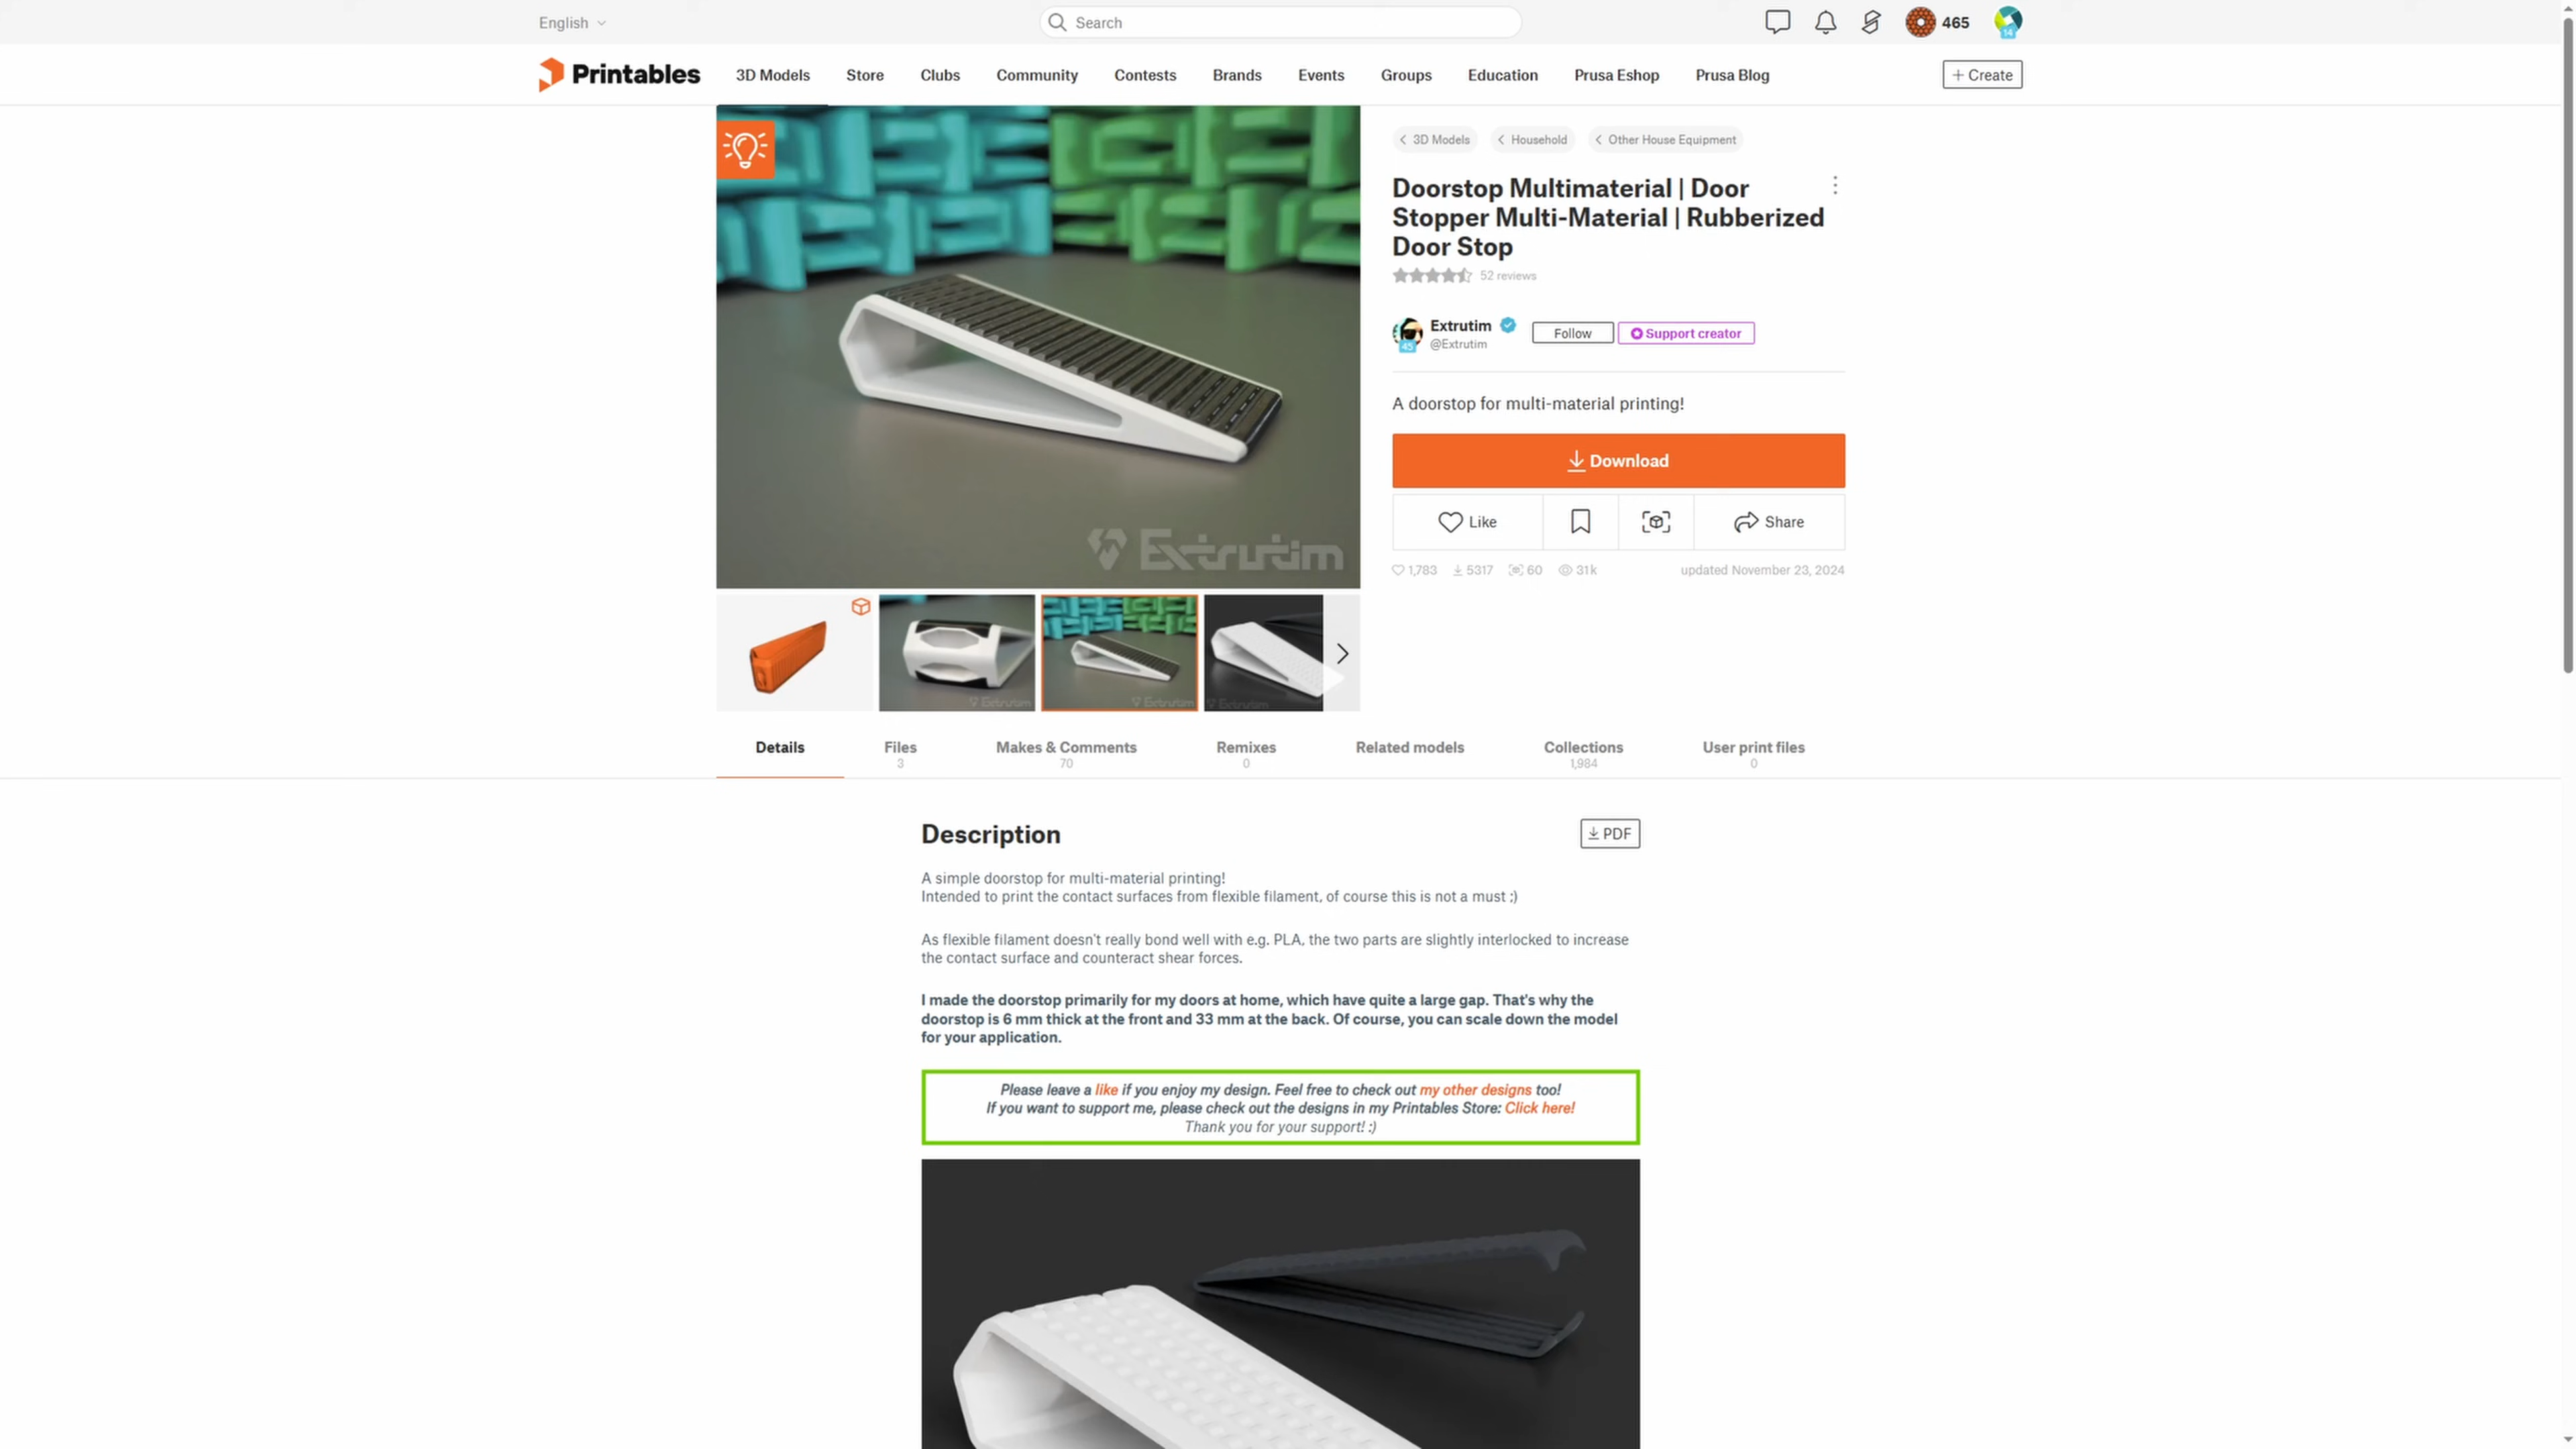 English
Search
465
14
Printables
3D Models
Store
Clubs
Community
Contests
Brands
Events
Groups
Education
Prusa Eshop
Prusa Blog
+ Create
3D Models
Household
Other House Equipment
Doorstop Multimaterial | Door
Stopper Multi-Material | Rubberized
Door Stop
52 reviews
Extrutim
@Extrutim
45
Follow
Support creator
A doorstop for multi-material printing!
Download
Like
Share
1,783
5317
60
31k
updated November 23, 2024
Extrutim
Extrutim
Extrutim
Extrutim
Details
Files
3
Makes & Comments
70
Remixes
0
Related models
Collections
1,984
User print files
0
Description
PDF
A simple doorstop for multi-material printing!
Intended to print the contact surfaces from flexible filament, of course this is not a must ;)
As flexible filament doesn't really bond well with e.g. PLA, the two parts are slightly interlocked to increase
the contact surface and counteract shear forces.
I made the doorstop primarily for my doors at home, which have quite a large gap. That's why the
doorstop is 6 mm thick at the front and 33 mm at the back. Of course, you can scale down the model
for your application.
Please leave a like if you enjoy my design. Feel free to check out my other designs too!
If you want to support me, please check out the designs in my Printables Store: Click here!
Thank you for your support! :)